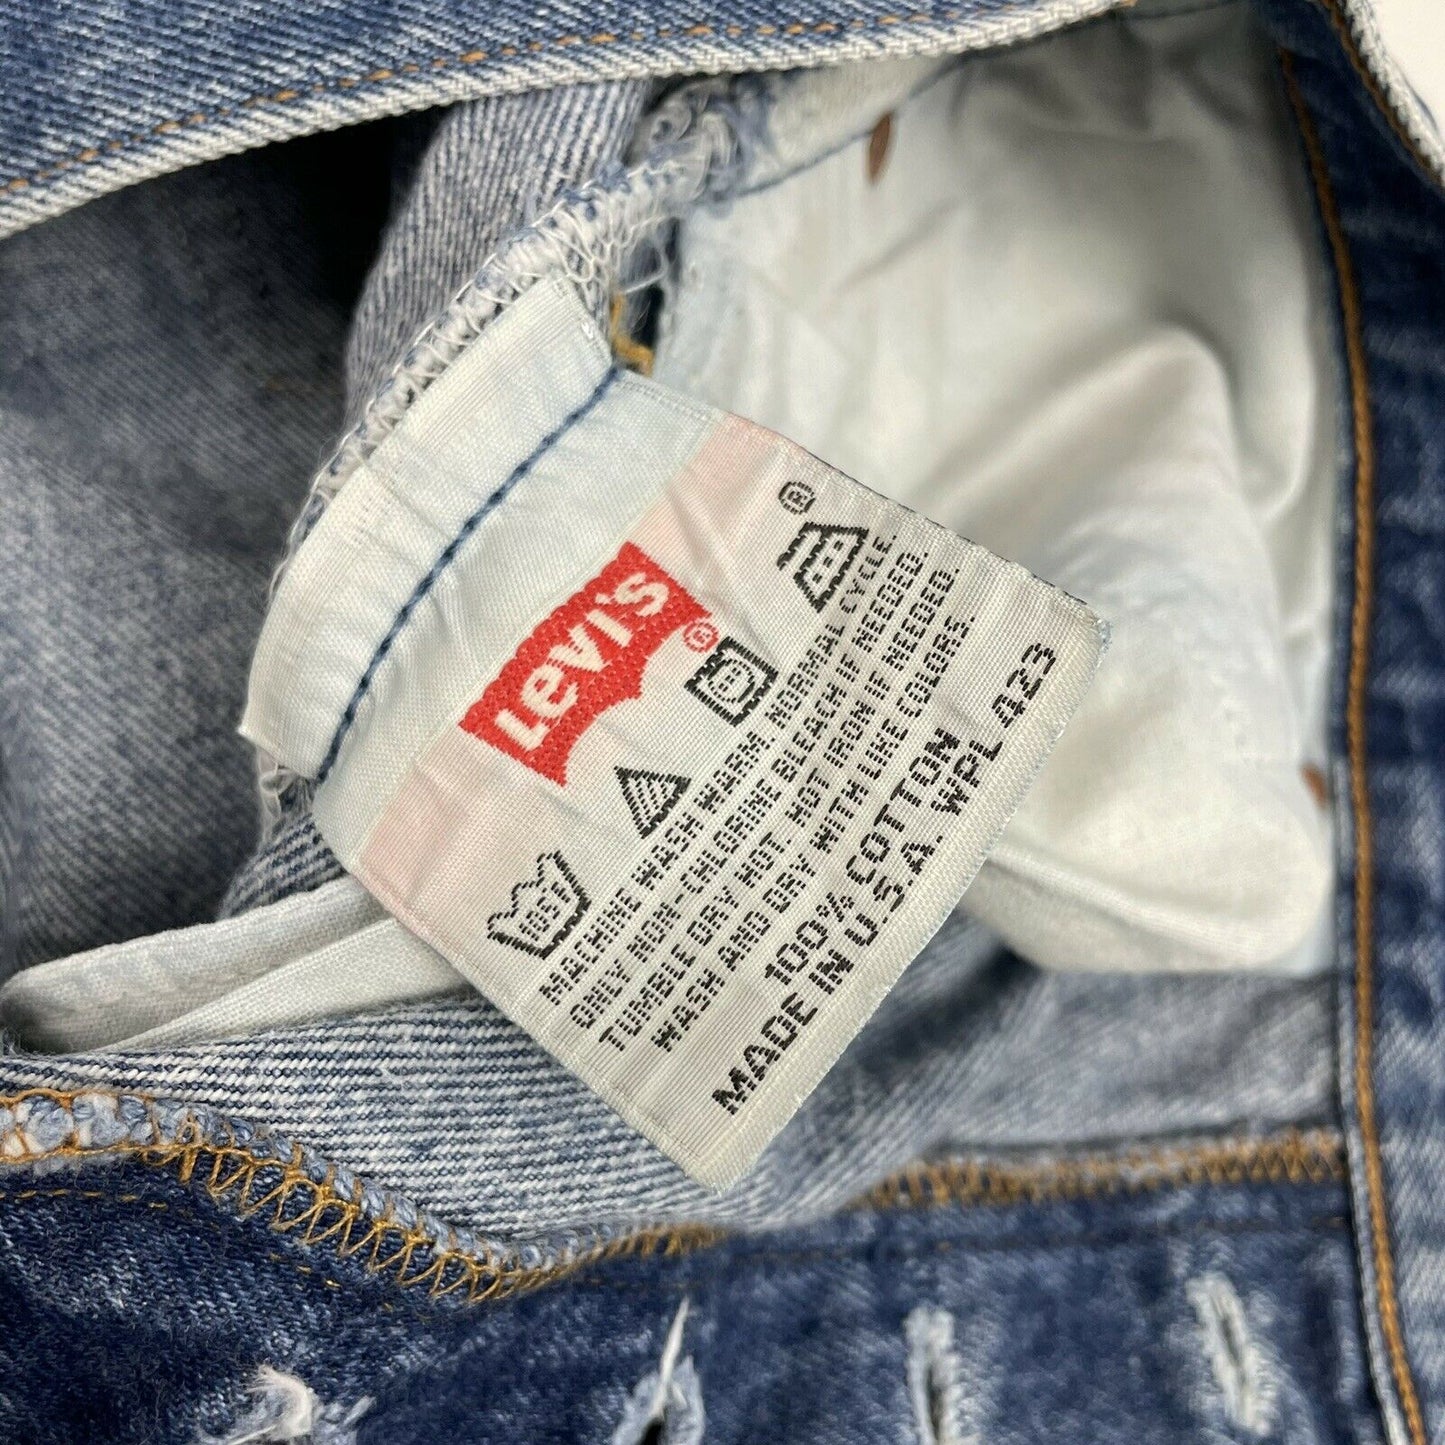 Levi's®
®
105F
MACHINE WASH WARM, NORMAL CYCLE.
ONLY NON-CHLORINE BLEACH IF NEEDED.
TUMBLE DRY HOT. HOT IRON IF NEEDED.
WASH AND DRY WITH LIKE COLORS.
100% COTTON
MADE IN U.S.A. WPL 423